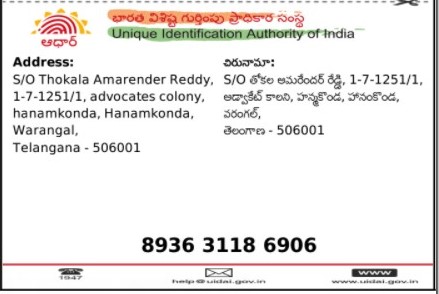 భారత విశిష్ట గుర్తింపు ప్రాధికార సంస్థ
Unique Identification Authority of India
ఆధార్
Address:
S/O Thokala Amarender Reddy,
1-7-1251/1, advocates colony,
hanamkonda, Hanamkonda,
Warangal,
Telangana - 506001
చిరునామా:
S/O తోకల అమరేందర్ రెడ్డి, 1-7-1251/1,
అడ్వాకేట్ కాలని, హన్మకొండ, హానంకొండ,
వరంగల్,
తెలంగాణ - 506001
8936 3118 6906
1947
help@uidai.gov.in
www
www.uidai.gov.in